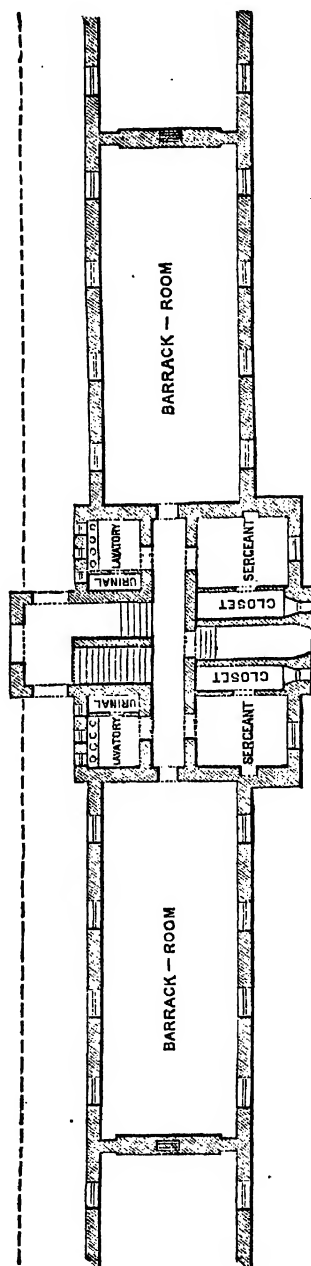 LAVATORY
URINAL
URINAL
LAVATORY
BARRACK — ROOM
BARRACK — ROOM
SERGEANT
CLOSET
CLOSET
SERGEANT